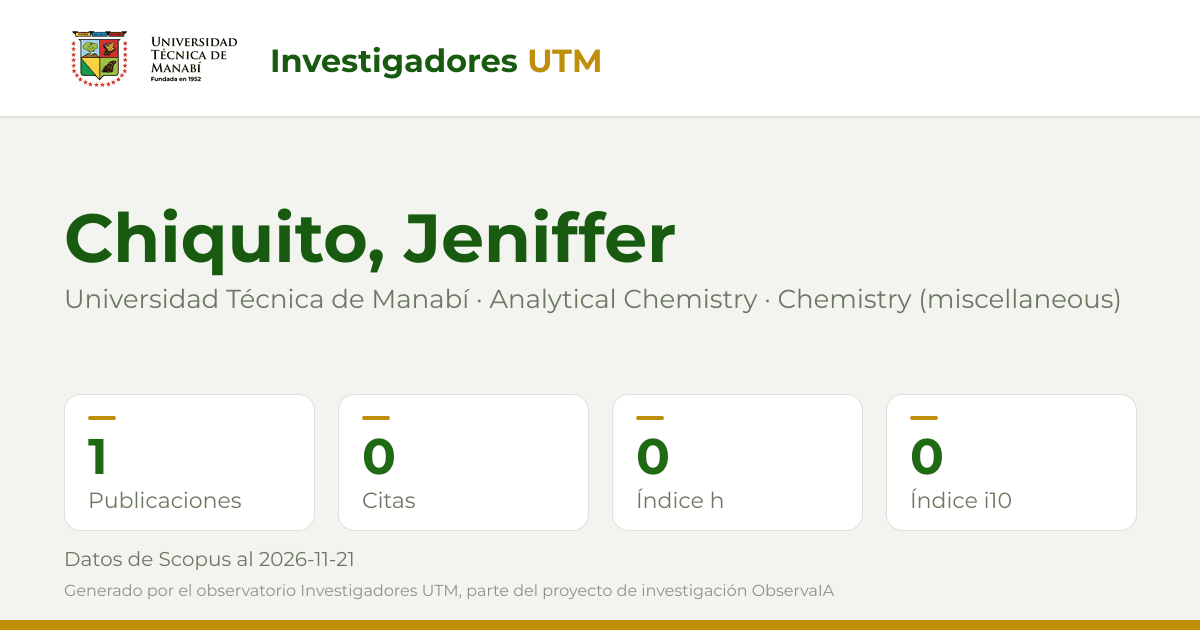 UNIVERSIDAD
TÉCNICA DE
MANABÍ
Fundada en 1952
Investigadores UTM
Chiquito, Jeniffer
Universidad Técnica de Manabí · Analytical Chemistry · Chemistry (miscellaneous)
1
Publicaciones
0
Citas
0
Índice h
0
Índice i10
Datos de Scopus al 2026-11-21
Generado por el observatorio Investigadores UTM, parte del proyecto de investigación ObservaIA